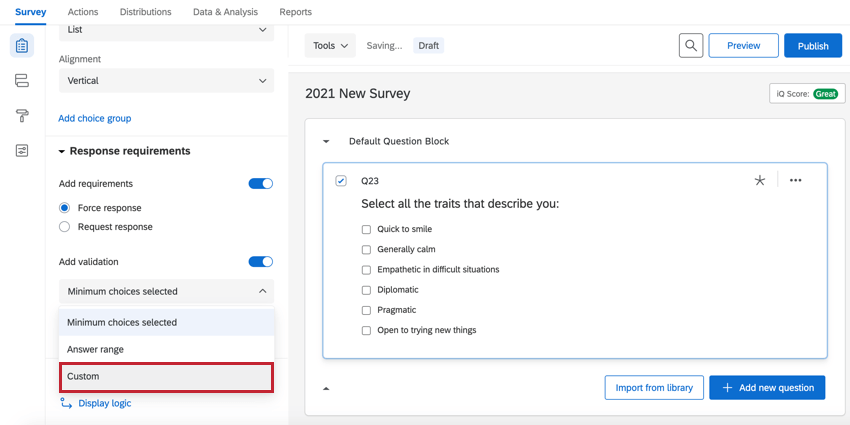 Survey Actions Distributions Data & Analysis Reports
List
Alignment
Vertical
Add choice group
Response requirements
Add requirements
Force response
Request response
Add validation
Minimum choices selected
Minimum choices selected
Answer range
Custom
Display logic
Tools Saving... Draft Preview Publish
2021 New Survey iQ Score: Great
Default Question Block
Q23
Select all the traits that describe you:
Quick to smile
Generally calm
Empathetic in difficult situations
Diplomatic
Pragmatic
Open to trying new things
Import from library Add new question